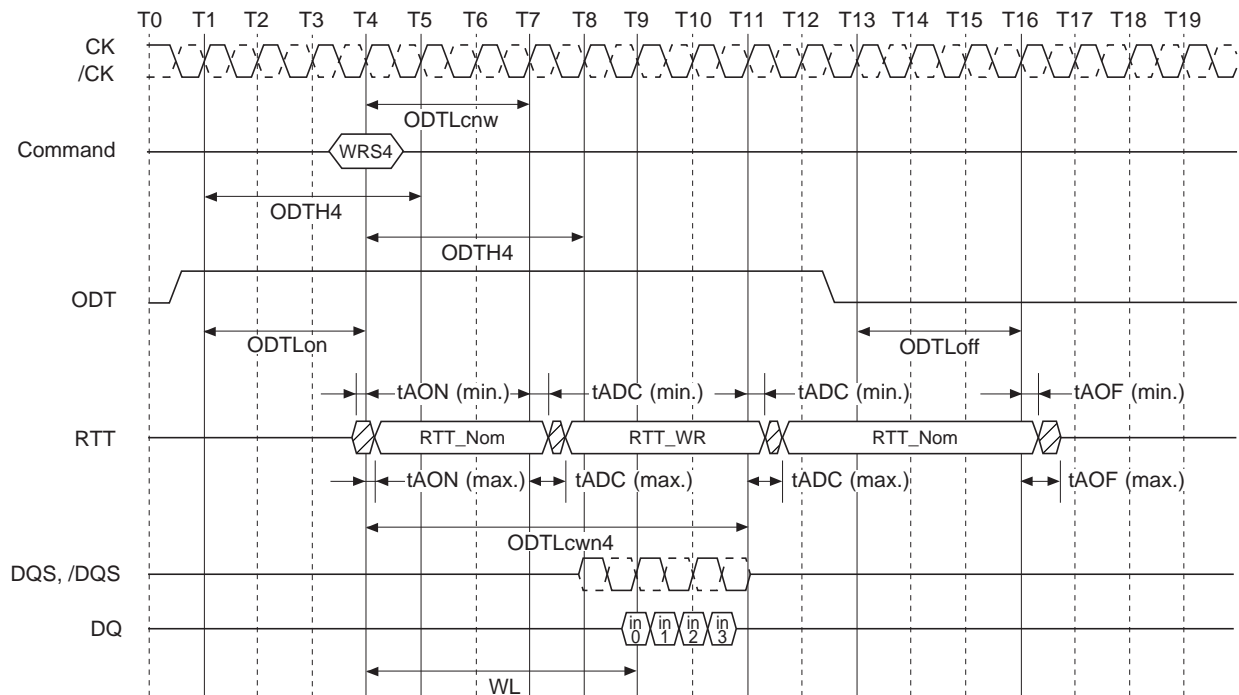 T0 T1 T2 T3 T4 T5 T6 T7 T8 T9 T10 T11 T12 T13 T14 T15 T16 T17 T18 T19
CK
/CK
ODTLcnw
Command WRS4
ODTH4
ODTH4
ODT
ODTLon ODTLoff
tAON (min.) tADC (min.) tADC (min.) tAOF (min.)
RTT RTT_Nom RTT_WR RTT_Nom
tAON (max.) tADC (max.) tADC (max.) tAOF (max.)
ODTLcwn4
DQS, /DQS
DQ in 0 in 1 in 2 in 3
WL